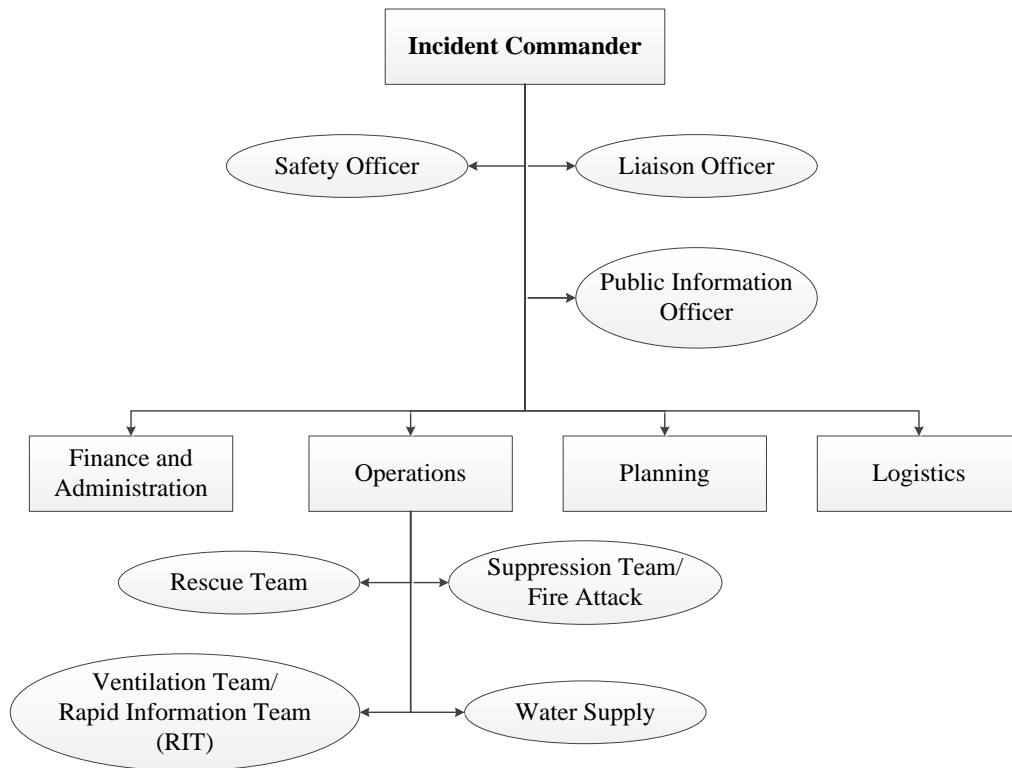 Incident Commander
Safety Officer
Liaison Officer
Public Information
Officer
Finance and
Administration
Operations
Planning
Logistics
Rescue Team
Suppression Team/
Fire Attack
Ventilation Team/
Rapid Information Team
(RIT)
Water Supply